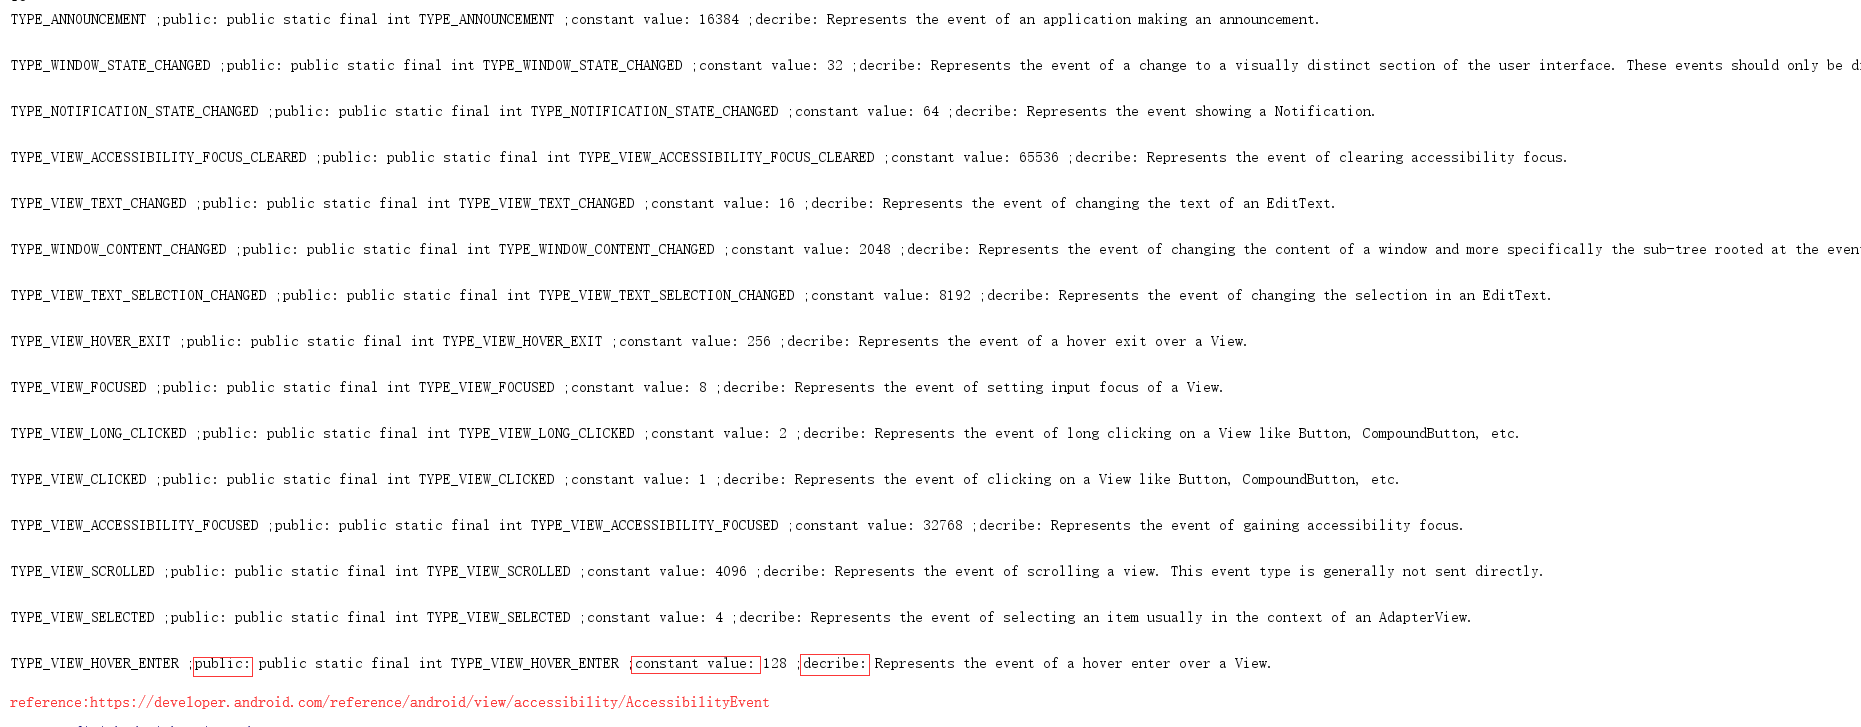 TYPE_ANNOUNCEMENT ;public: public static final int TYPE_ANNOUNCEMENT ;constant value: 16384 ;decribe: Represents the event of an application making an announcement.
TYPE_WINDOW_STATE_CHANGED ;public: public static final int TYPE_WINDOW_STATE_CHANGED ;constant value: 32 ;decribe: Represents the event of a change to a visually distinct section of the user interface. These events should only be
TYPE_NOTIFICATION_STATE_CHANGED ;public: public static final int TYPE_NOTIFICATION_STATE_CHANGED ;constant value: 64 ;decribe: Represents the event showing a Notification.
TYPE_VIEW_ACCESSIBILITY_FOCUS_CLEARED ;public: public static final int TYPE_VIEW_ACCESSIBILITY_FOCUS_CLEARED ;constant value: 65536 ;decribe: Represents the event of clearing accessibility focus.
TYPE_VIEW_TEXT_CHANGED ;public: public static final int TYPE_VIEW_TEXT_CHANGED ;constant value: 16 ;decribe: Represents the event of changing the text of an EditText.
TYPE_WINDOW_CONTENT_CHANGED ;public: public static final int TYPE_WINDOW_CONTENT_CHANGED ;constant value: 2048 ;decribe: Represents the event of changing the content of a window and more specifically the sub-tree rooted at the even
TYPE_VIEW_TEXT_SELECTION_CHANGED ;public: public static final int TYPE_VIEW_TEXT_SELECTION_CHANGED ;constant value: 8192 ;decribe: Represents the event of changing the selection in an EditText.
TYPE_VIEW_HOVER_EXIT ;public: public static final int TYPE_VIEW_HOVER_EXIT ;constant value: 256 ;decribe: Represents the event of a hover exit over a View.
TYPE_VIEW_FOCUSED ;public: public static final int TYPE_VIEW_FOCUSED ;constant value: 8 ;decribe: Represents the event of setting input focus of a View.
TYPE_VIEW_LONG_CLICKED ;public: public static final int TYPE_VIEW_LONG_CLICKED ;constant value: 2 ;decribe: Represents the event of long clicking on a View like Button, CompoundButton, etc.
TYPE_VIEW_CLICKED ;public: public static final int TYPE_VIEW_CLICKED ;constant value: 1 ;decribe: Represents the event of clicking on a View like Button, CompoundButton, etc.
TYPE_VIEW_ACCESSIBILITY_FOCUSED ;public: public static final int TYPE_VIEW_ACCESSIBILITY_FOCUSED ;constant value: 32768 ;decribe: Represents the event of gaining accessibility focus.
TYPE_VIEW_SCROLLED ;public: public static final int TYPE_VIEW_SCROLLED ;constant value: 4096 ;decribe: Represents the event of scrolling a view. This event type is generally not sent directly.
TYPE_VIEW_SELECTED ;public: public static final int TYPE_VIEW_SELECTED ;constant value: 4 ;decribe: Represents the event of selecting an item usually in the context of an AdapterView.
TYPE_VIEW_HOVER_ENTER ;public: public static final int TYPE_VIEW_HOVER_ENTER ;constant value: 128 ;decribe: Represents the event of a hover enter over a View.
reference:https://developer.android.com/reference/android/view/accessibility/AccessibilityEvent